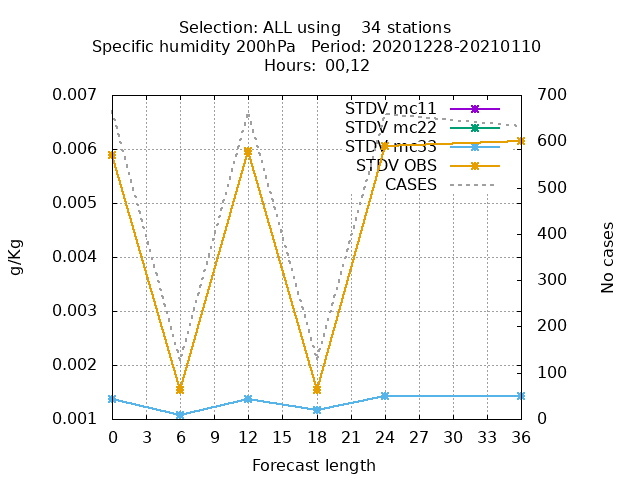 Selection: ALL using    34 stations
Specific humidity 200hPa   Period: 20201228-20210110
Hours: 00,12
0.007
0.006
0.005
0.004
0.003
0.002
0.001
g/Kg
STDV mc11
STDV mc22
STDV mc33
STDV OBS
CASES
700
600
500
400
300
200
100
0
No cases
0 3 6 9 12 15 18 21 24 27 30 33 36
Forecast length